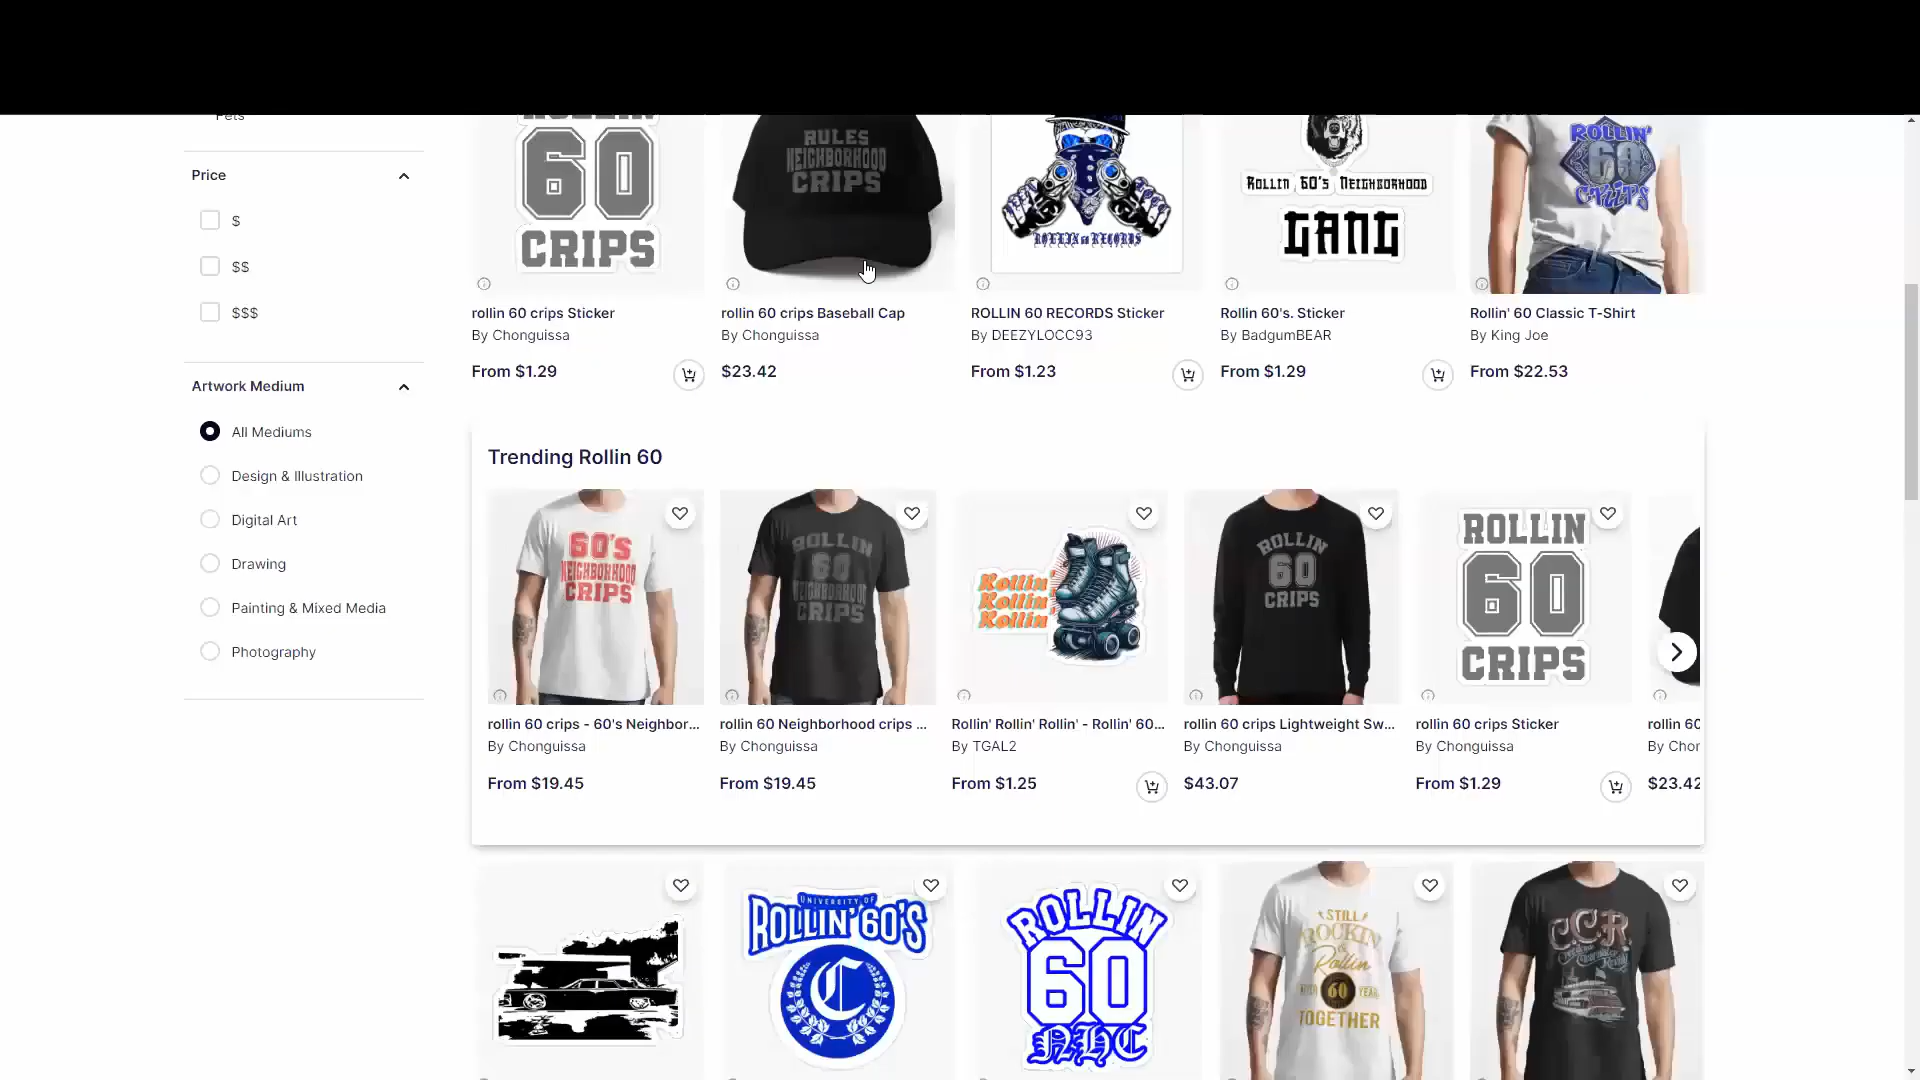 Pets
Price
$
$$
$$$
Artwork Medium
All Mediums
Design & Illustration
Digital Art
Drawing
Painting & Mixed Media
Photography
60
CRIPS
RULES
NEIGHBORHOOD
CRIPS
ROLLIN 60 RECORDS
ROLLIN 60'S NEIGHBORHOOD
GANG
ROLLIN'
60
CRIPS
rollin 60 crips Sticker
By Chonguissa
From $1.29
rollin 60 crips Baseball Cap
By Chonguissa
$23.42
ROLLIN 60 RECORDS Sticker
By DEEZYLOCC93
From $1.23
Rollin 60's. Sticker
By BadgumBEAR
From $1.29
Rollin' 60 Classic T-Shirt
By King Joe
From $22.53
Trending Rollin 60
60'S
NEIGHBORHOOD
CRIPS
ROLLIN
60
NEIGHBORHOOD
CRIPS
Rollin'
Rollin'
Rollin'
ROLLIN
60
CRIPS
ROLLIN
60
CRIPS
rollin 60 crips - 60's Neighbor...
By Chonguissa
From $19.45
rollin 60 Neighborhood crips ...
By Chonguissa
From $19.45
Rollin' Rollin' Rollin' - Rollin' 60...
By TGAL2
From $1.25
rollin 60 crips Lightweight Sw...
By Chonguissa
$43.07
rollin 60 crips Sticker
By Chonguissa
From $1.29
rollin 60
By Chon
$23.42
UNIVERSITY OF
ROLLIN' 60'S
C
ROLLIN
60
NHC
STILL
ROCKIN
&
Rollin
AFTER 60 YEARS
TOGETHER
C.C.R.